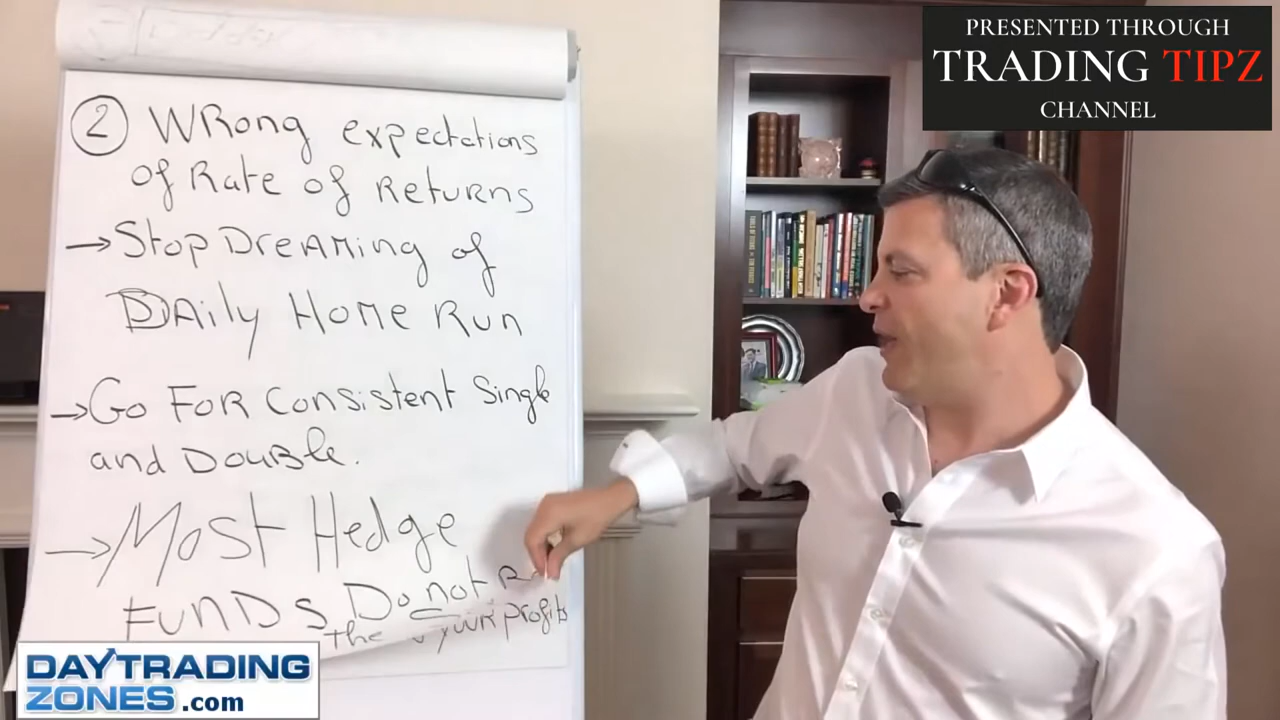 PRESENTED THROUGH
TRADING TIPZ
CHANNEL
② WRong expectations
of Rate of Returns
→ Stop DreAMing of
DAily Home Run
→ Go FOR Consistent Single
and DouBle.
→ Most Hedge
FUNDS Do not
The your profits
DAYTRADING
ZONES.com